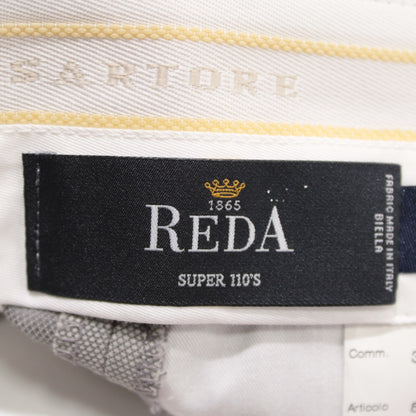 SARTORE
1865
REDA
SUPER 110'S
FABRIC MADE IN ITALY
BIELLA
Comm.
Articolo